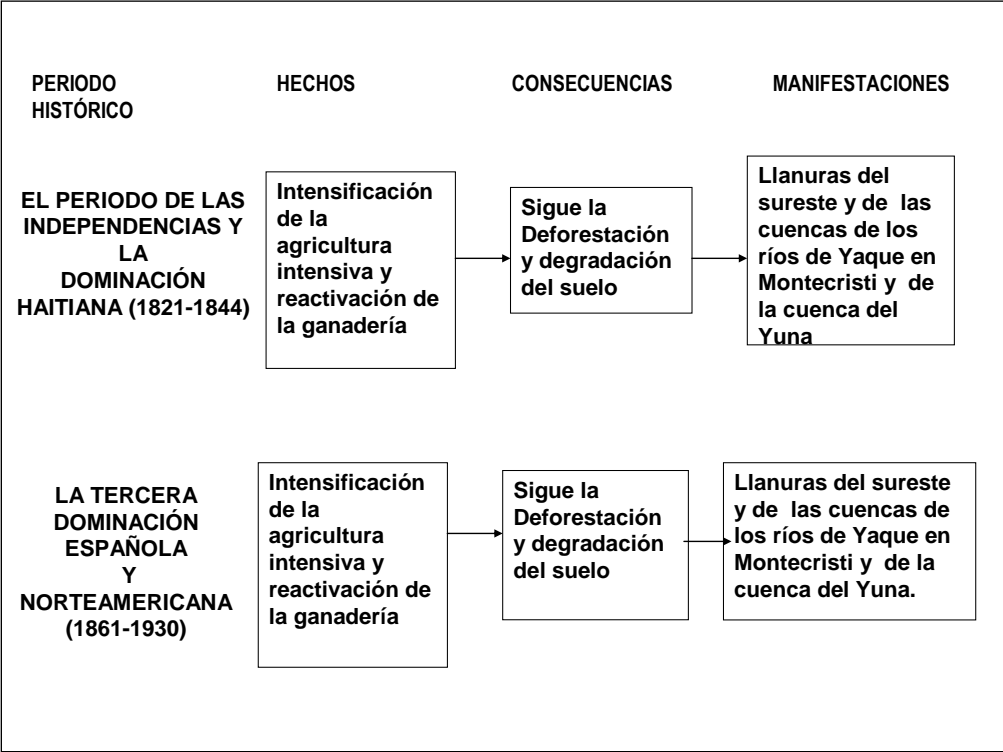 PERIODO
HISTÓRICO
HECHOS
CONSECUENCIAS
MANIFESTACIONES
EL PERIODO DE LAS
INDEPENDENCIAS Y
LA
DOMINACIÓN
HAITIANA (1821-1844)
Intensificación
de la
agricultura
intensiva y
reactivación de
la ganadería
Sigue la
Deforestación
y degradación
del suelo
Llanuras del
sureste y de las
cuencas de los
ríos de Yaque en
Montecristi y de
la cuenca del
Yuna
LA TERCERA
DOMINACIÓN
ESPAÑOLA
Y
NORTEAMERICANA
(1861-1930)
Intensificación
de la
agricultura
intensiva y
reactivación de
la ganadería
Sigue la
Deforestación
y degradación
del suelo
Llanuras del sureste
y de las cuencas de
los ríos de Yaque en
Montecristi y de la
cuenca del Yuna.